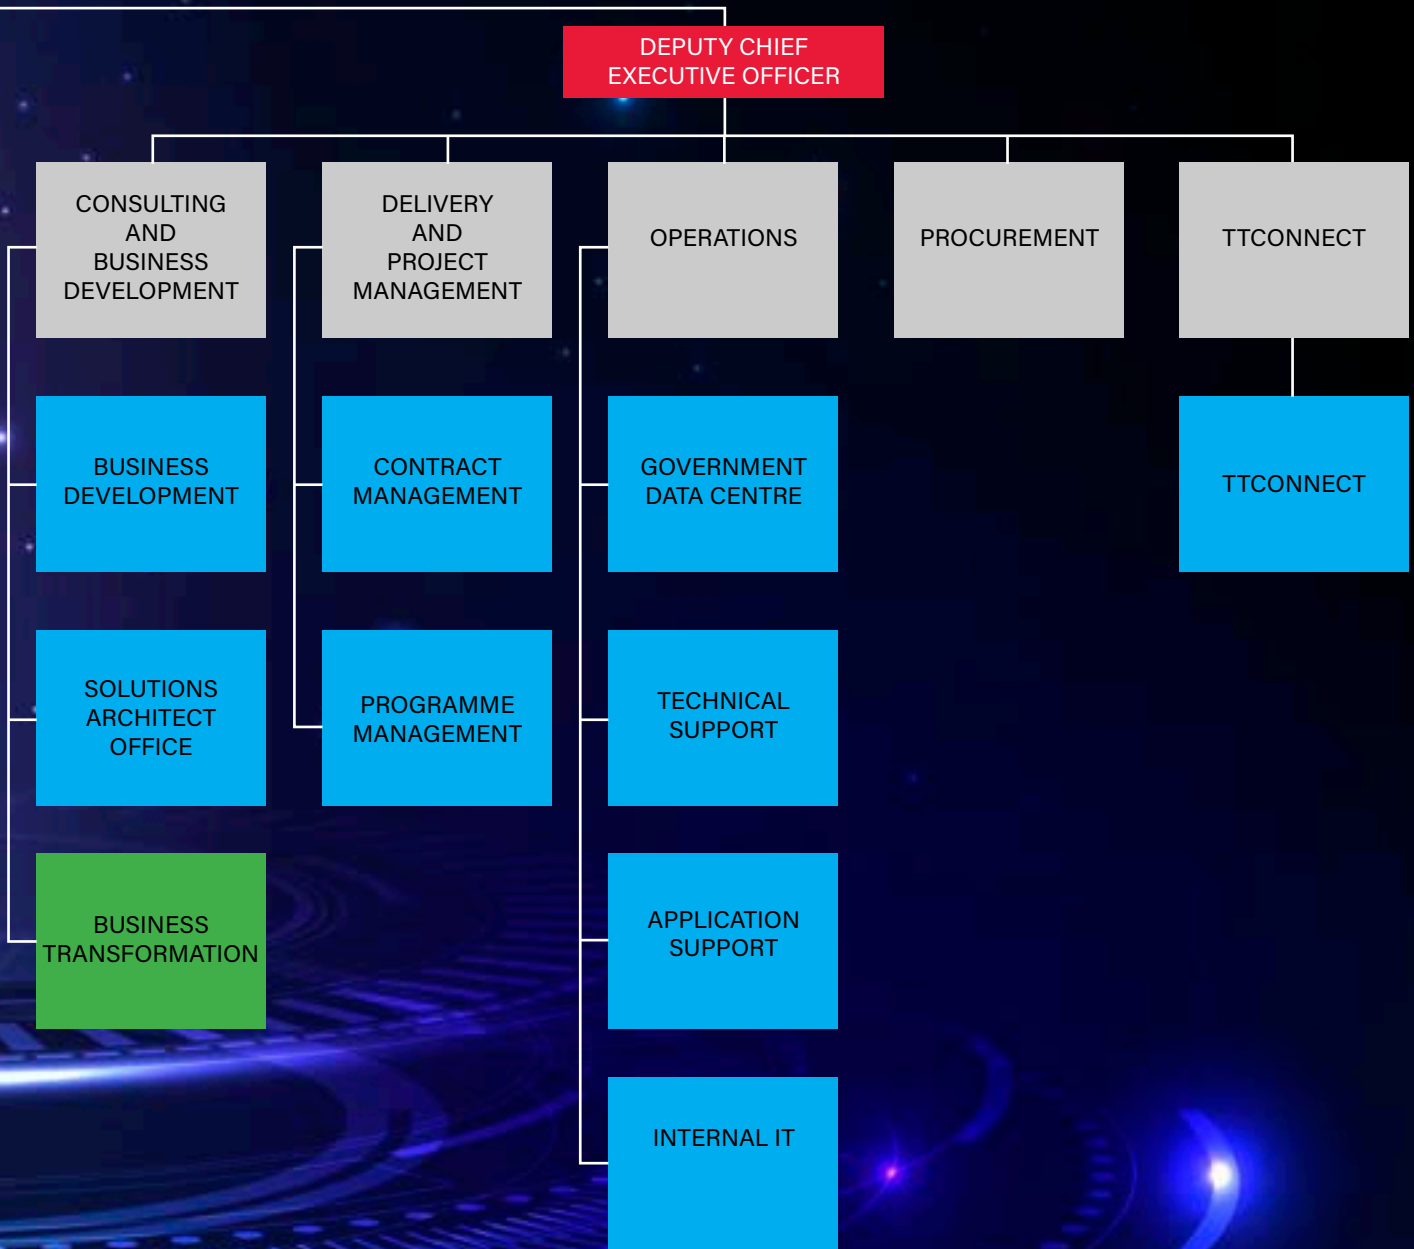 DEPUTY CHIEF
EXECUTIVE OFFICER
CONSULTING
AND
BUSINESS
DEVELOPMENT
DELIVERY
AND
PROJECT
MANAGEMENT
OPERATIONS
PROCUREMENT
TTCONNECT
BUSINESS
DEVELOPMENT
CONTRACT
MANAGEMENT
GOVERNMENT
DATA CENTRE
TTCONNECT
SOLUTIONS
ARCHITECT
OFFICE
PROGRAMME
MANAGEMENT
TECHNICAL
SUPPORT
BUSINESS
TRANSFORMATION
APPLICATION
SUPPORT
INTERNAL IT